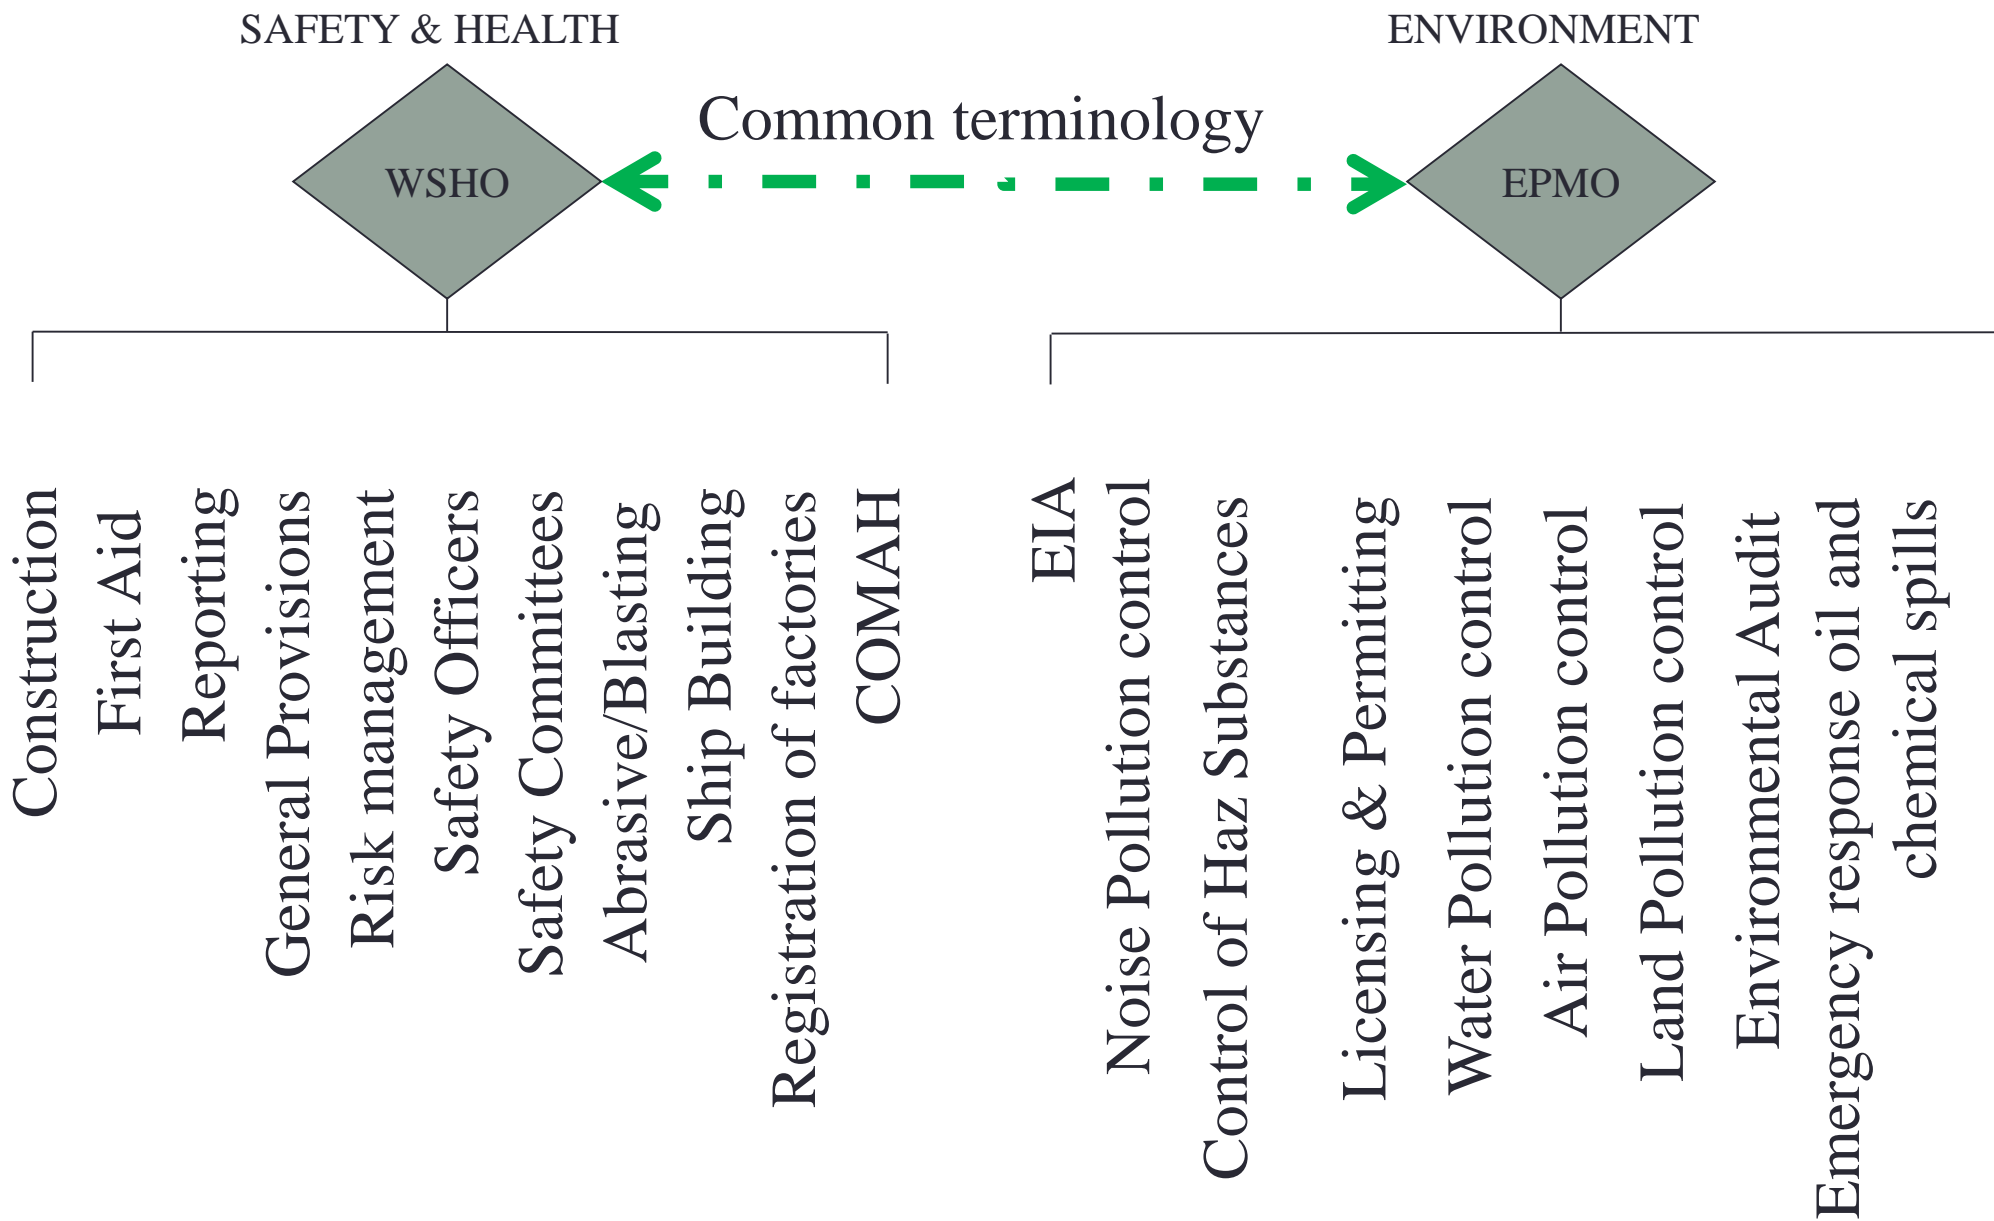 SAFETY & HEALTH
ENVIRONMENT
Common terminology
WSHO
EPMO
Construction
First Aid
Reporting
General Provisions
Risk management
Safety Officers
Safety Committees
Abrasive/Blasting
Ship Building
Registration of factories
COMAH
EIA
Noise Pollution control
Control of Haz Substances
Licensing & Permitting
Water Pollution control
Air Pollution control
Land Pollution control
Environmental Audit
Emergency response oil and
chemical spills